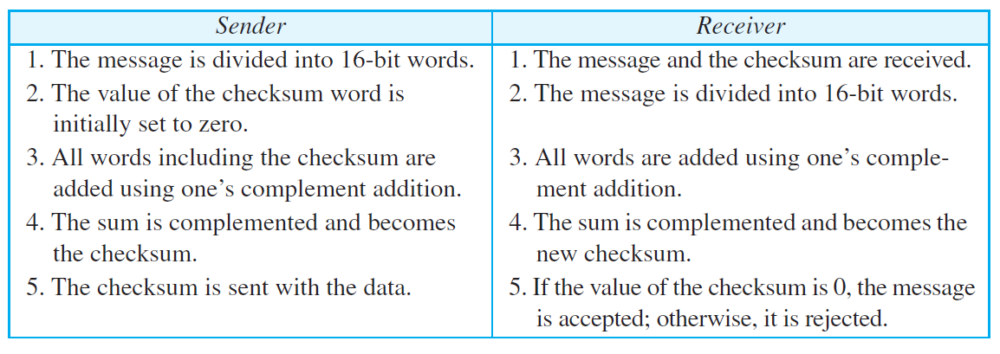 Sender
Receiver
1. The message is divided into 16-bit words.
2. The value of the checksum word is
initially set to zero.
3. All words including the checksum are
added using one’s complement addition.
4. The sum is complemented and becomes
the checksum.
5. The checksum is sent with the data.
1. The message and the checksum are received.
2. The message is divided into 16-bit words.
3. All words are added using one’s comple-
ment addition.
4. The sum is complemented and becomes the
new checksum.
5. If the value of the checksum is 0, the message
is accepted; otherwise, it is rejected.